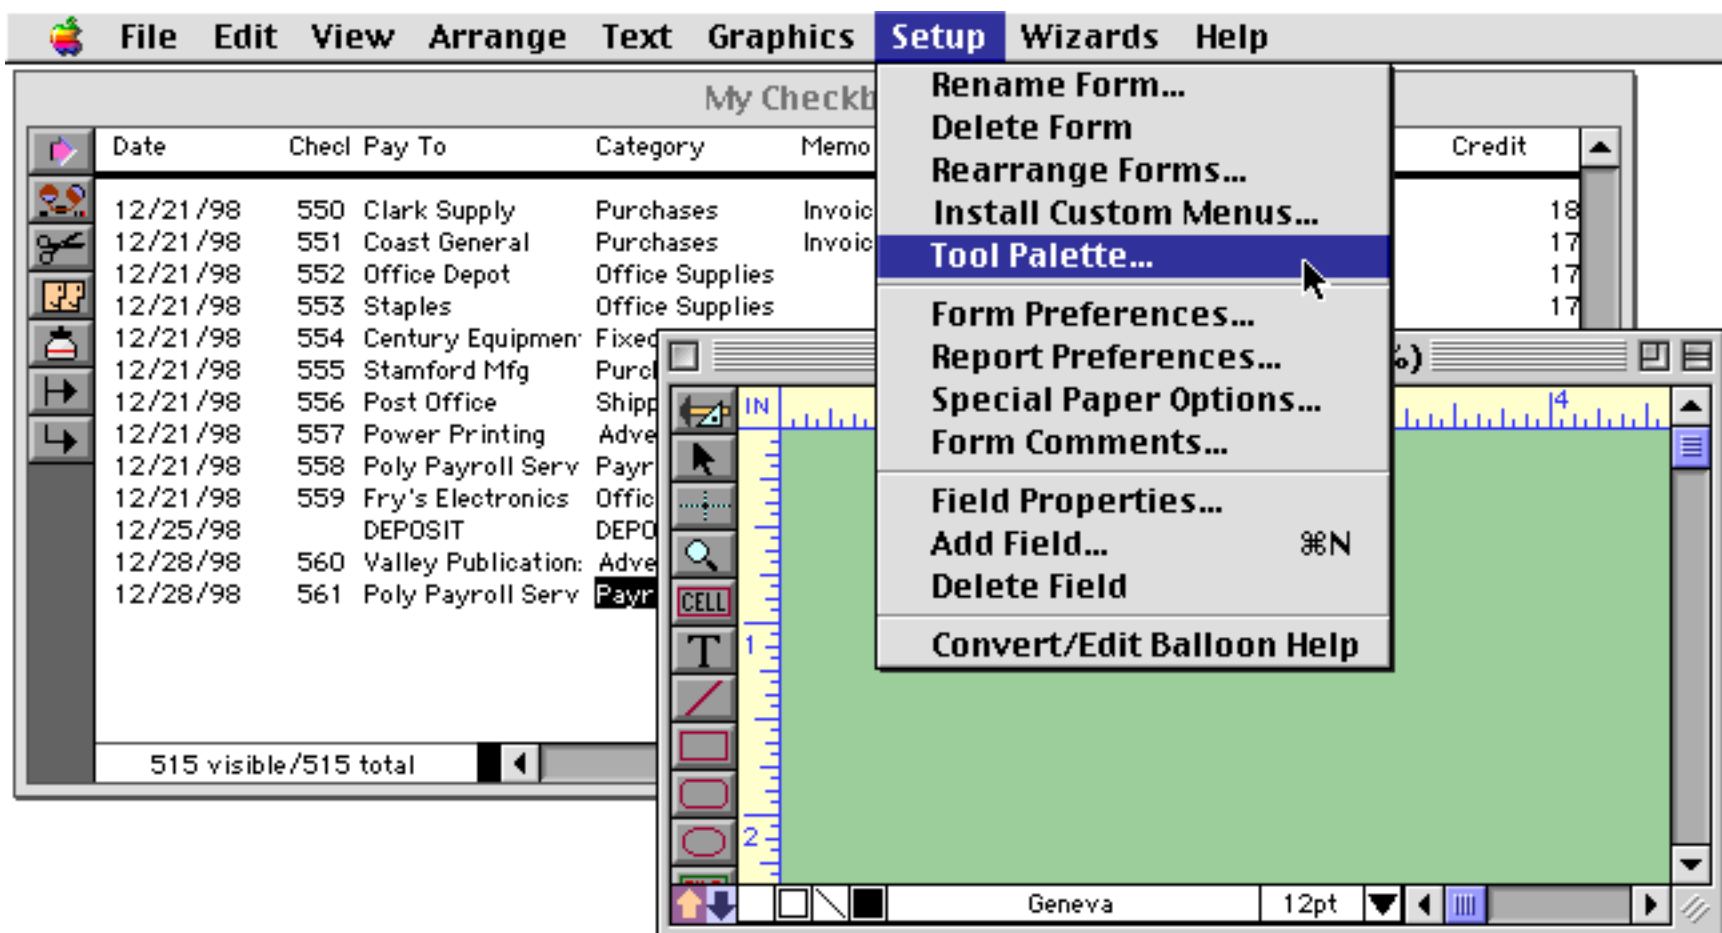 File Edit View Arrange Text Graphics Setup Wizards Help
My Checkb
Date Checl Pay To Category Memo Credit
12/21/98 550 Clark Supply Purchases Invoic 18
12/21/98 551 Coast General Purchases Invoic 17
12/21/98 552 Office Depot Office Supplies 17
12/21/98 553 Staples Office Supplies 17
12/21/98 554 Century Equipmen Fixed
12/21/98 555 Stamford Mfg Purcl
12/21/98 556 Post Office Shipp
12/21/98 557 Power Printing Adve
12/21/98 558 Poly Payroll Serv Payr
12/21/98 559 Fry's Electronics Offic
12/25/98 DEPOSIT DEPO
12/28/98 560 Valley Publication: Adve
12/28/98 561 Poly Payroll Serv Payr
515 visible/515 total
Rename Form...
Delete Form
Rearrange Forms...
Install Custom Menus...
Tool Palette...
Form Preferences...
Report Preferences...
Special Paper Options...
Form Comments...
Field Properties...
Add Field... ⌘N
Delete Field
Convert/Edit Balloon Help
%)
IN 4
CELL
T
1
2
Geneva 12pt